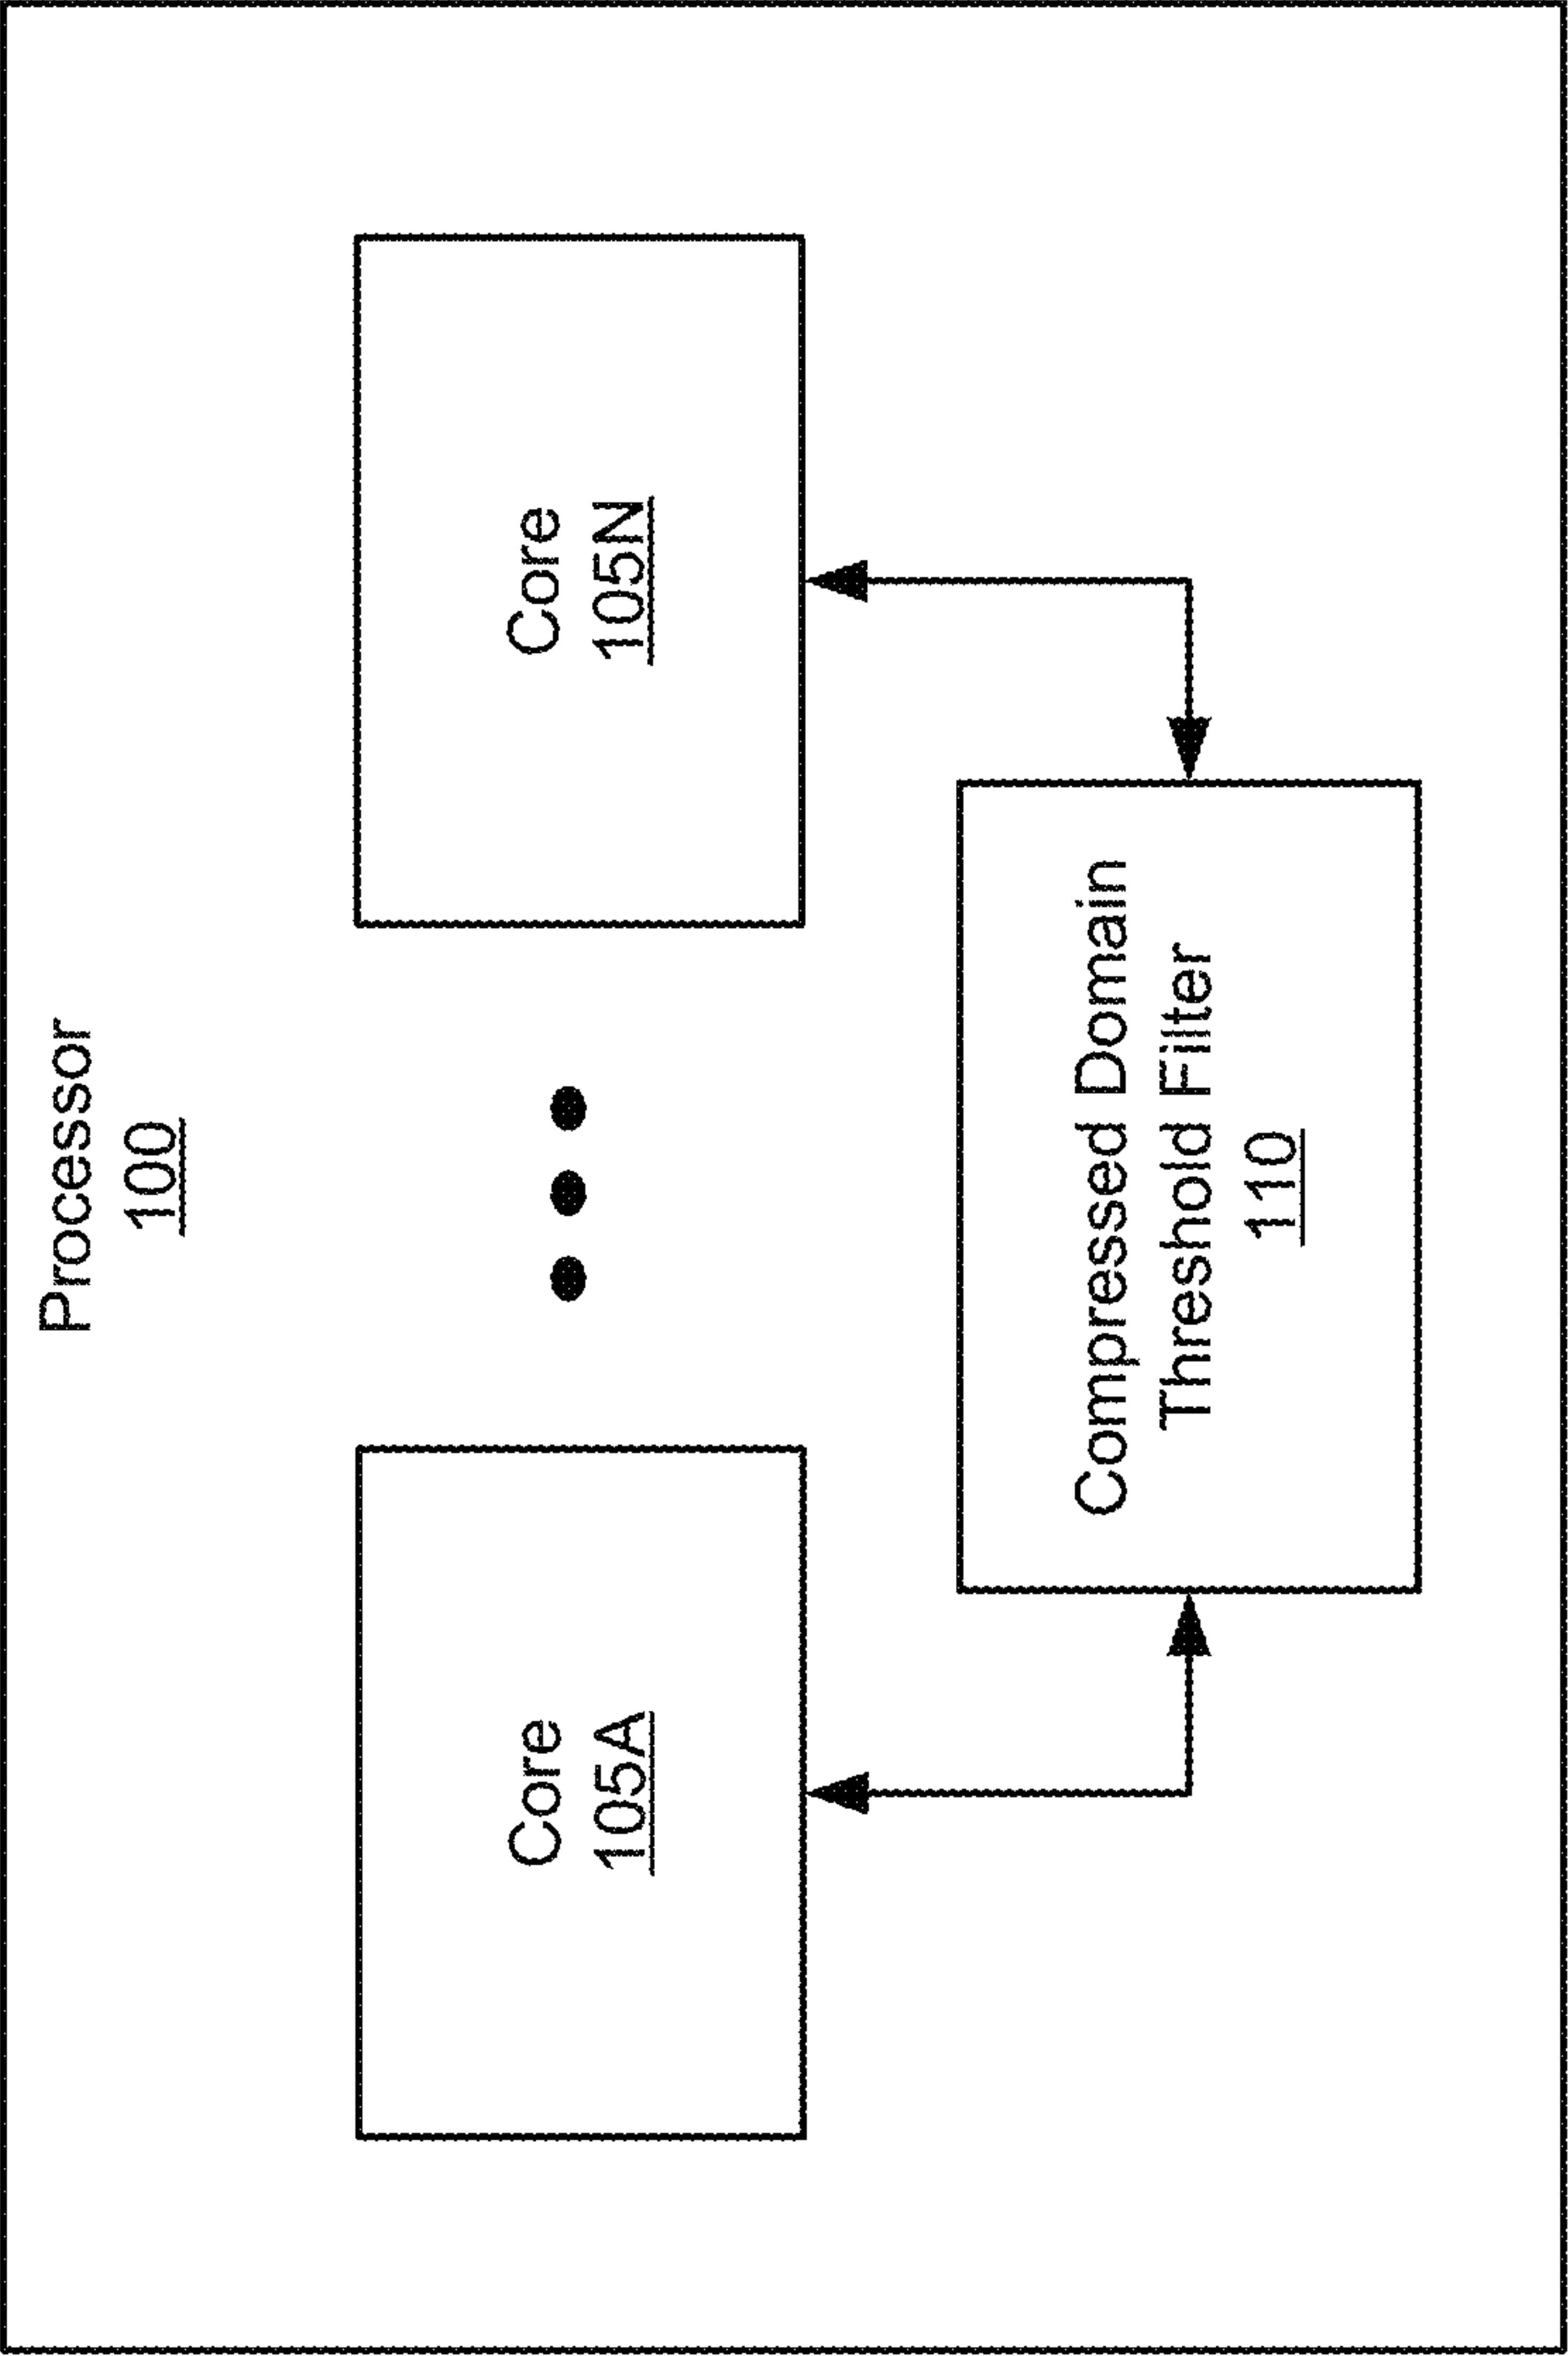 Processor
100
Core
105A
Core
105N
Compressed Domain
Threshold Filter
110